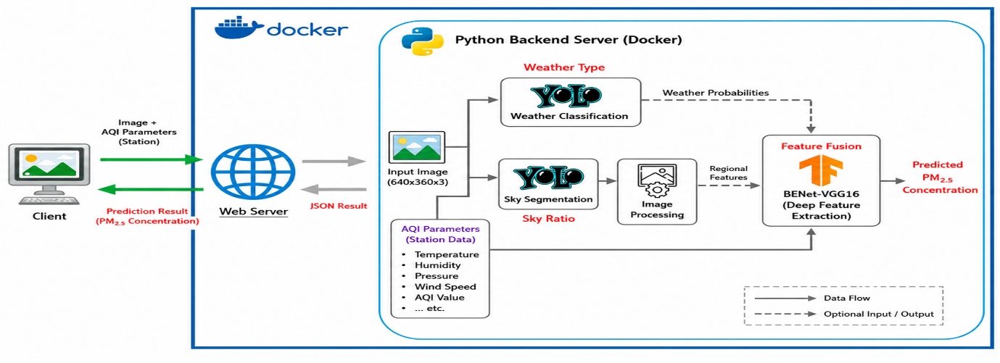 docker
Python Backend Server (Docker)
Weather Type
YOLO
Weather Classification
Weather Probabilities
Image +
AQI Parameters
(Station)
Client
Prediction Result
(PM2.5 Concentration)
Web Server
JSON Result
Input Image
(640x360x3)
YOLO
Sky Segmentation
Sky Ratio
Image
Processing
Regional
Features
Feature Fusion
BENet-VGG16
(Deep Feature
Extraction)
Predicted
PM2.5
Concentration
AQI Parameters
(Station Data)
• Temperature
• Humidity
• Pressure
• Wind Speed
• AQI Value
• ... etc.
Data Flow
Optional Input / Output